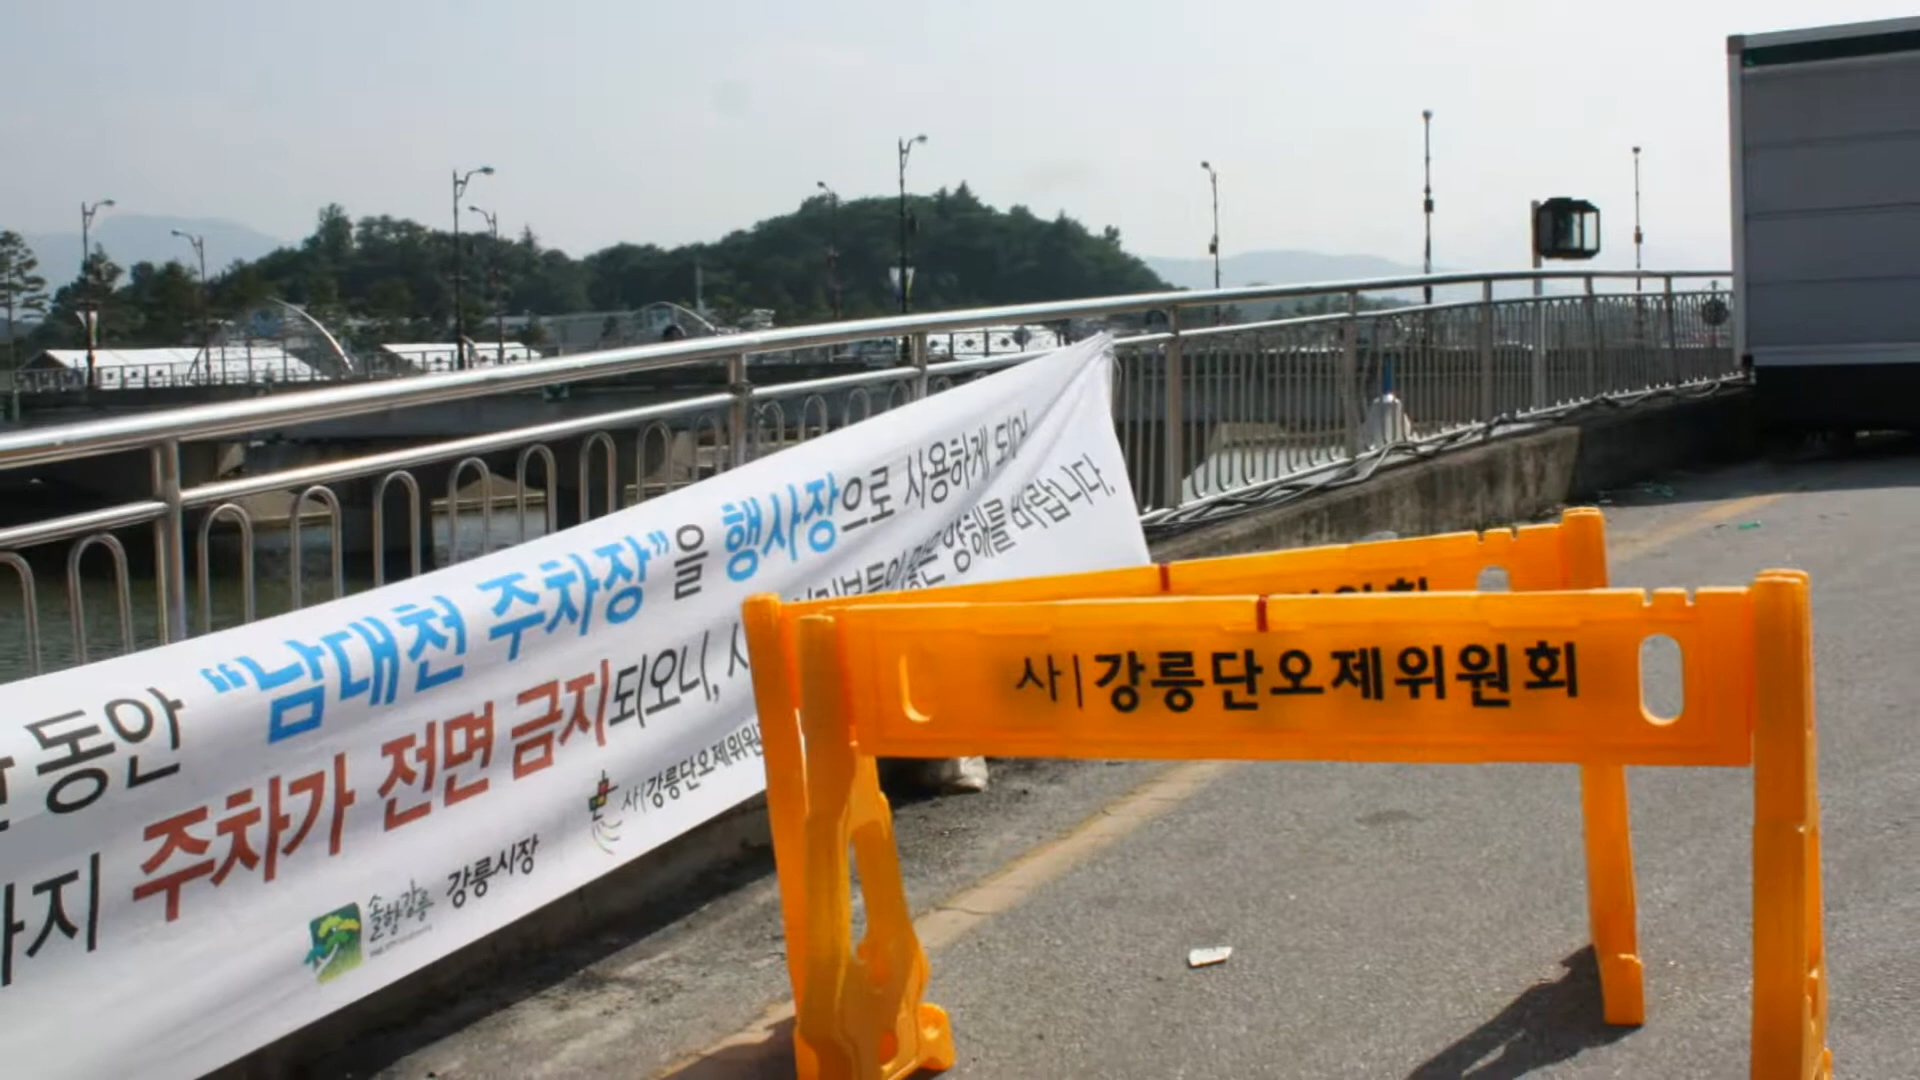 동안 "남대천 주차장"을 행사장으로 사용하게 되어
까지 주차가 전면 금지되오니, 양해를 바랍니다.
솔향강릉 강릉시장 사|강릉단오제위원
사|강릉단오제위원회